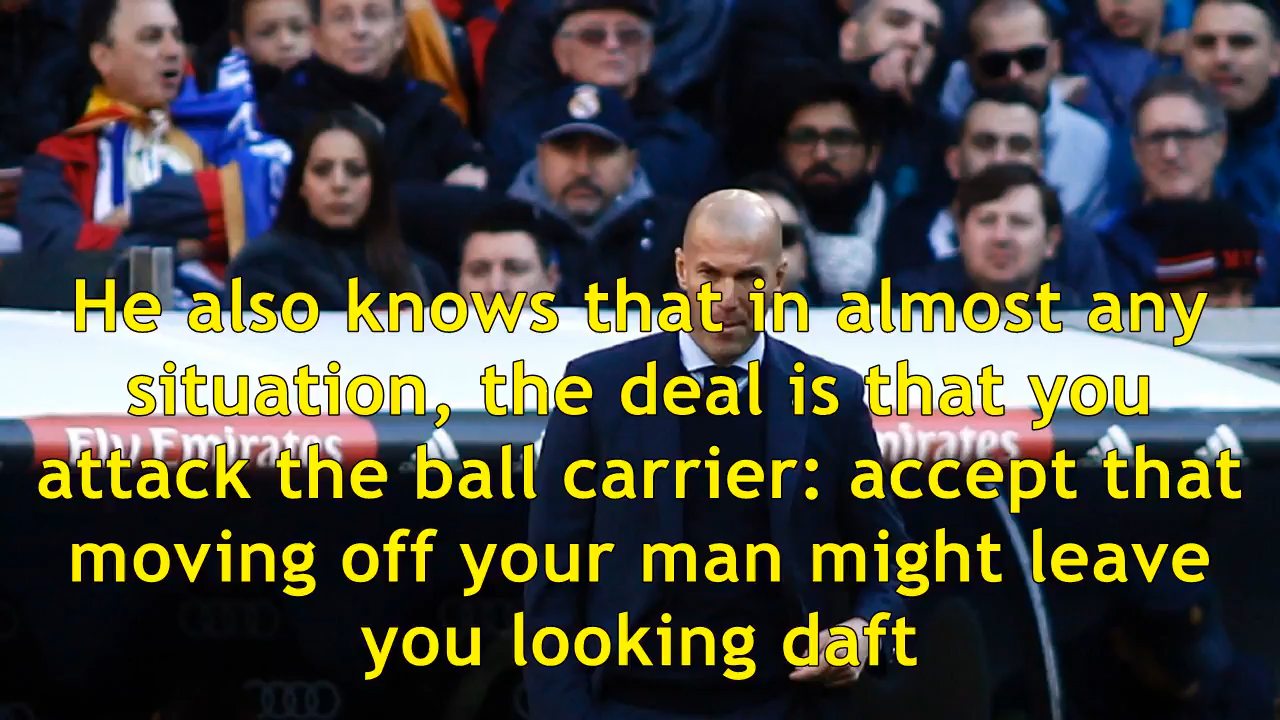 He also knows that in almost any
situation, the deal is that you
attack the ball carrier: accept that
moving off your man might leave
you looking daft
Fly Emirates